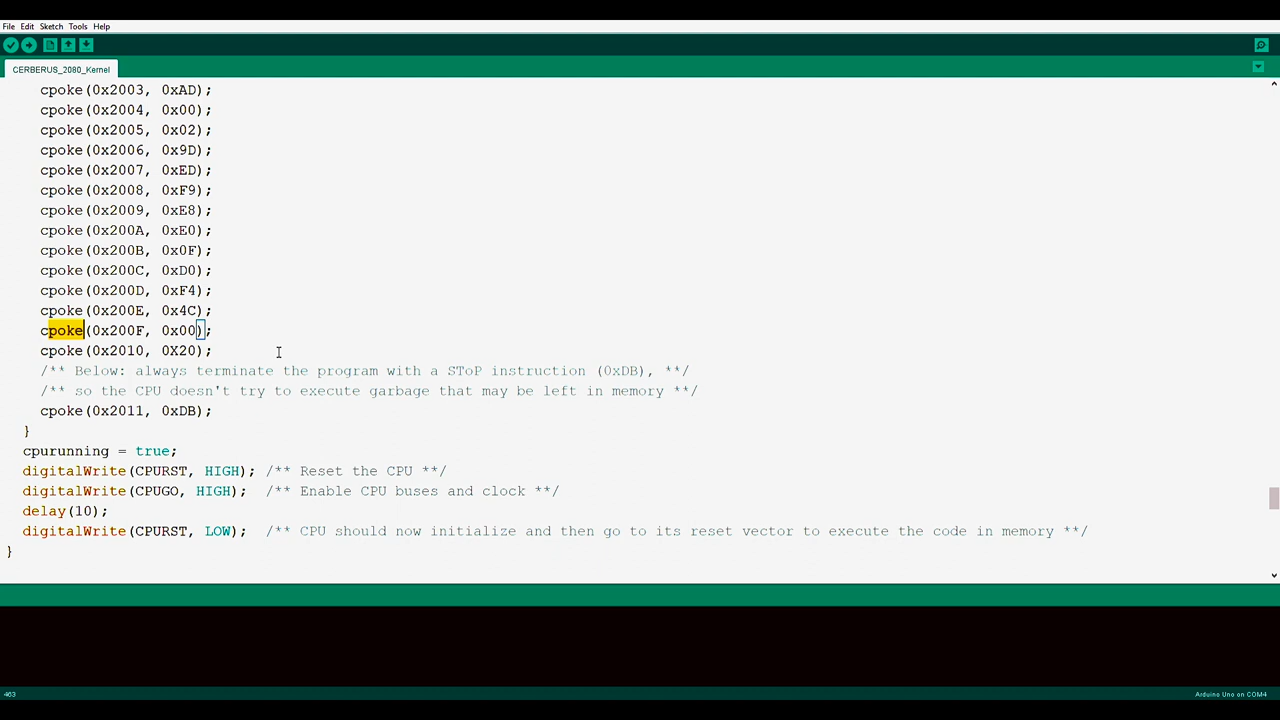 File Edit Sketch Tools Help
CERBERUS_2080_Kernel
cpoke(0x2003, 0xAD);
cpoke(0x2004, 0x00);
cpoke(0x2005, 0x02);
cpoke(0x2006, 0x9D);
cpoke(0x2007, 0xED);
cpoke(0x2008, 0xF9);
cpoke(0x2009, 0xE8);
cpoke(0x200A, 0xE0);
cpoke(0x200B, 0x0F);
cpoke(0x200C, 0xD0);
cpoke(0x200D, 0xF4);
cpoke(0x200E, 0x4C);
cpoke(0x200F, 0x00);
cpoke(0x2010, 0X20);
/** Below: always terminate the program with a SToP instruction (0xDB), **/
/** so the CPU doesn't try to execute garbage that may be left in memory **/
cpoke(0x2011, 0xDB);
}
cpurunning = true;
digitalWrite(CPURST, HIGH); /** Reset the CPU **/
digitalWrite(CPUGO, HIGH); /** Enable CPU buses and clock **/
delay(10);
digitalWrite(CPURST, LOW); /** CPU should now initialize and then go to its reset vector to execute the code in memory **/
}
463 Arduino Uno on COM4